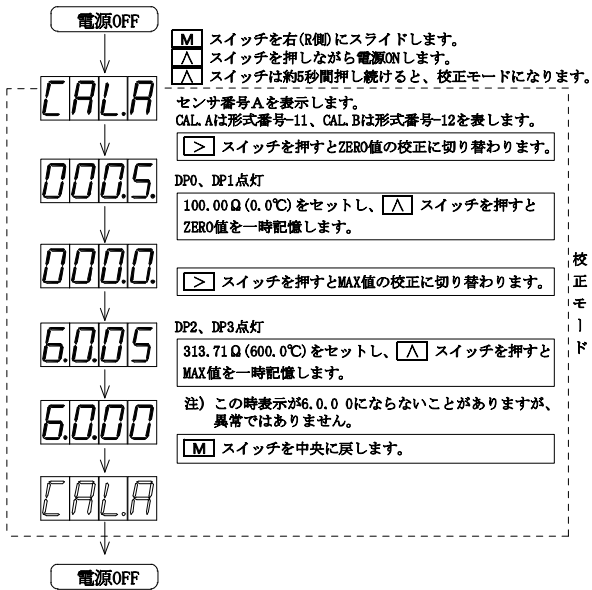 電源OFF
M スイッチを右(R側)にスライドします。
∧ スイッチを押しながら電源ONします。
∧ スイッチは約5秒間押し続けると、校正モードになります。
CAL.A
センサ番号Aを表示します。
CAL.Aは形式番号-11、CAL.Bは形式番号-12を表します。
> スイッチを押すとZERO値の校正に切り替わります。
000.5.
DP0、DP1点灯
100.00Ω(0.0℃)をセットし、 ∧ スイッチを押すと
ZERO値を一時記憶します。
000.0.
> スイッチを押すとMAX値の校正に切り替わります。
6.0.05
DP2、DP3点灯
313.71Ω(600.0℃)をセットし、 ∧ スイッチを押すと
MAX値を一時記憶します。
6.0.00
注) この時表示が6.0.0 0にならないことがありますが、
異常ではありません。
M スイッチを中央に戻します。
CAL.A
校正モード
電源OFF